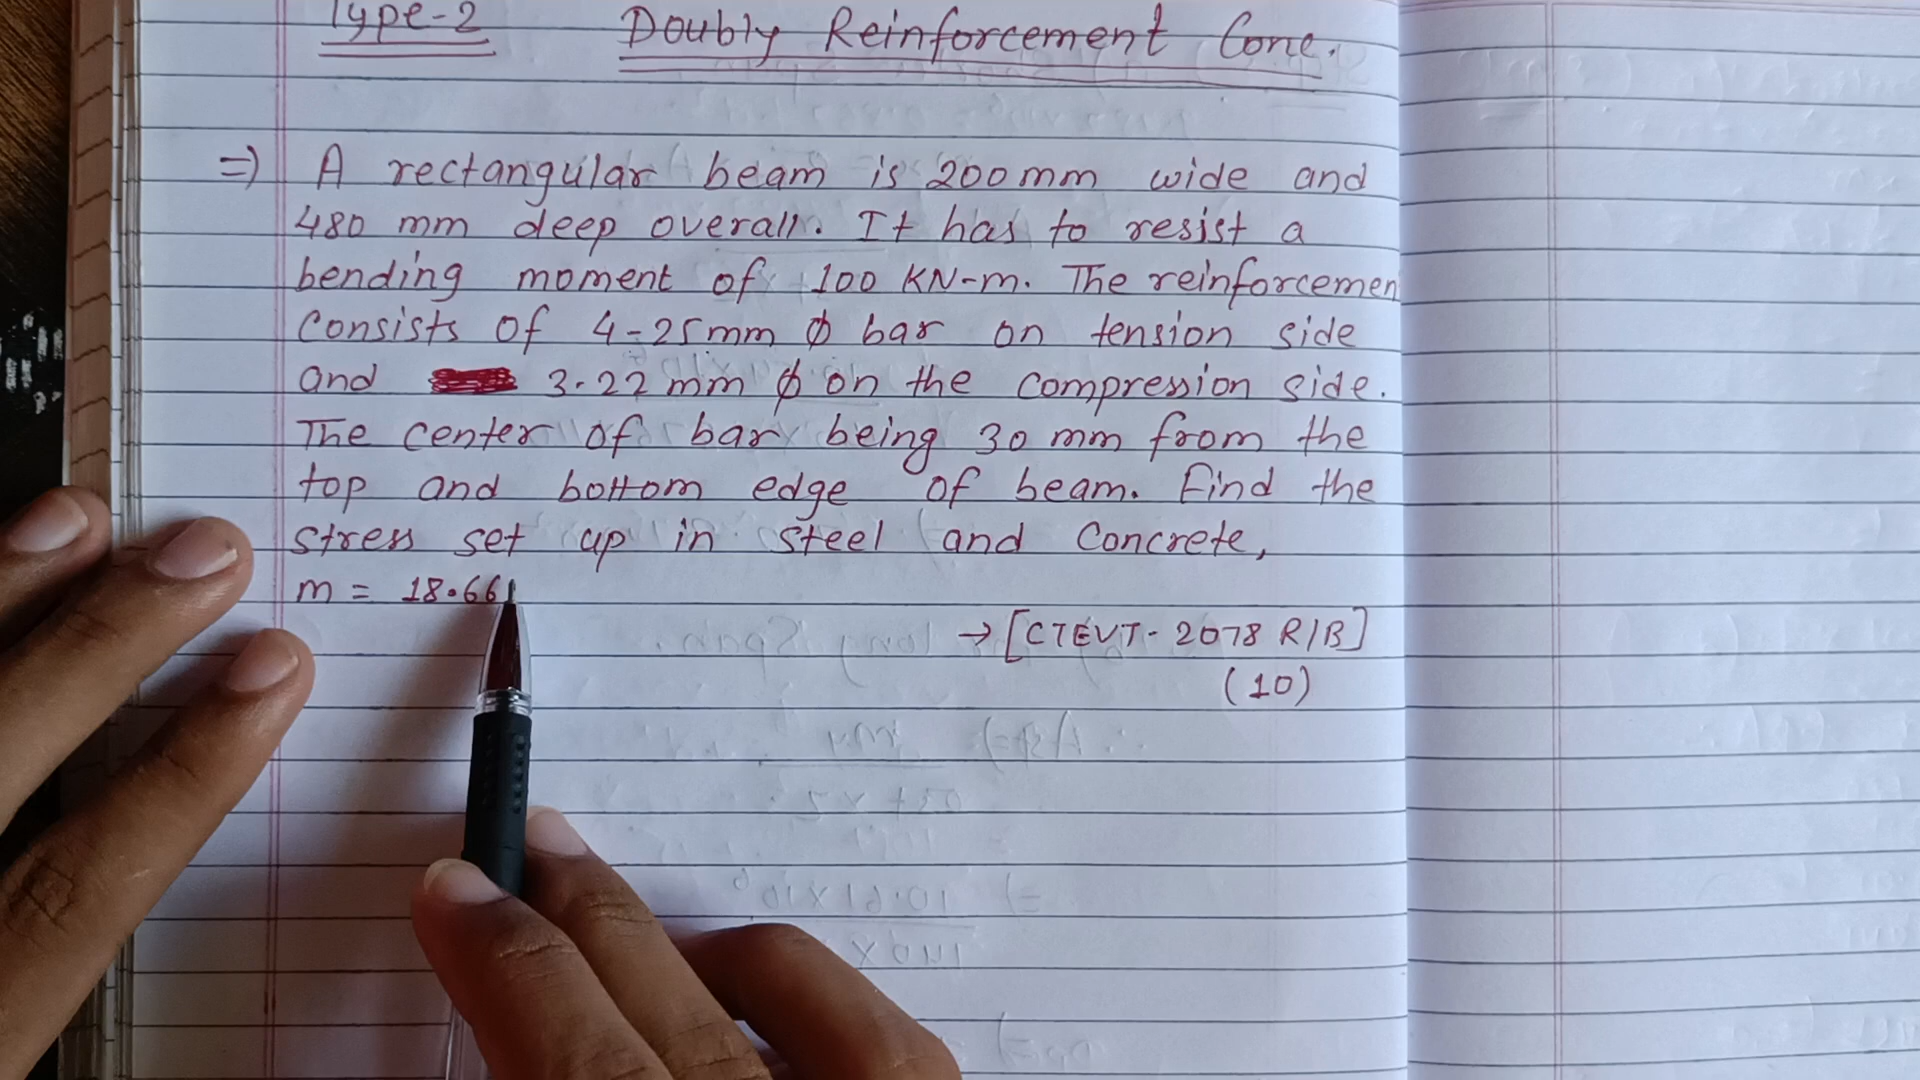 Type-2 Doubly Reinforcement Conc.
=) A rectangular beam is 200mm wide and
480 mm deep overall. It has to resist a
bending moment of 100 KN-m. The reinforcemen
Consists of 4-25mm ϕ bar on tension side
and 3-22mm ϕ on the compression side.
The center of bar being 30 mm from the
top and bottom edge of beam. Find the
stress set up in steel and Concrete,
m = 18.66
→ [CTEVT- 2078 R/B]
(10)